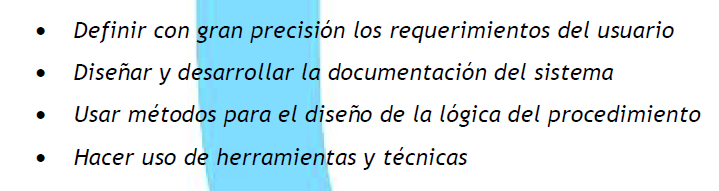 • Definir con gran precisión los requerimientos del usuario
• Diseñar y desarrollar la documentación del sistema
• Usar métodos para el diseño de la lógica del procedimiento
• Hacer uso de herramientas y técnicas